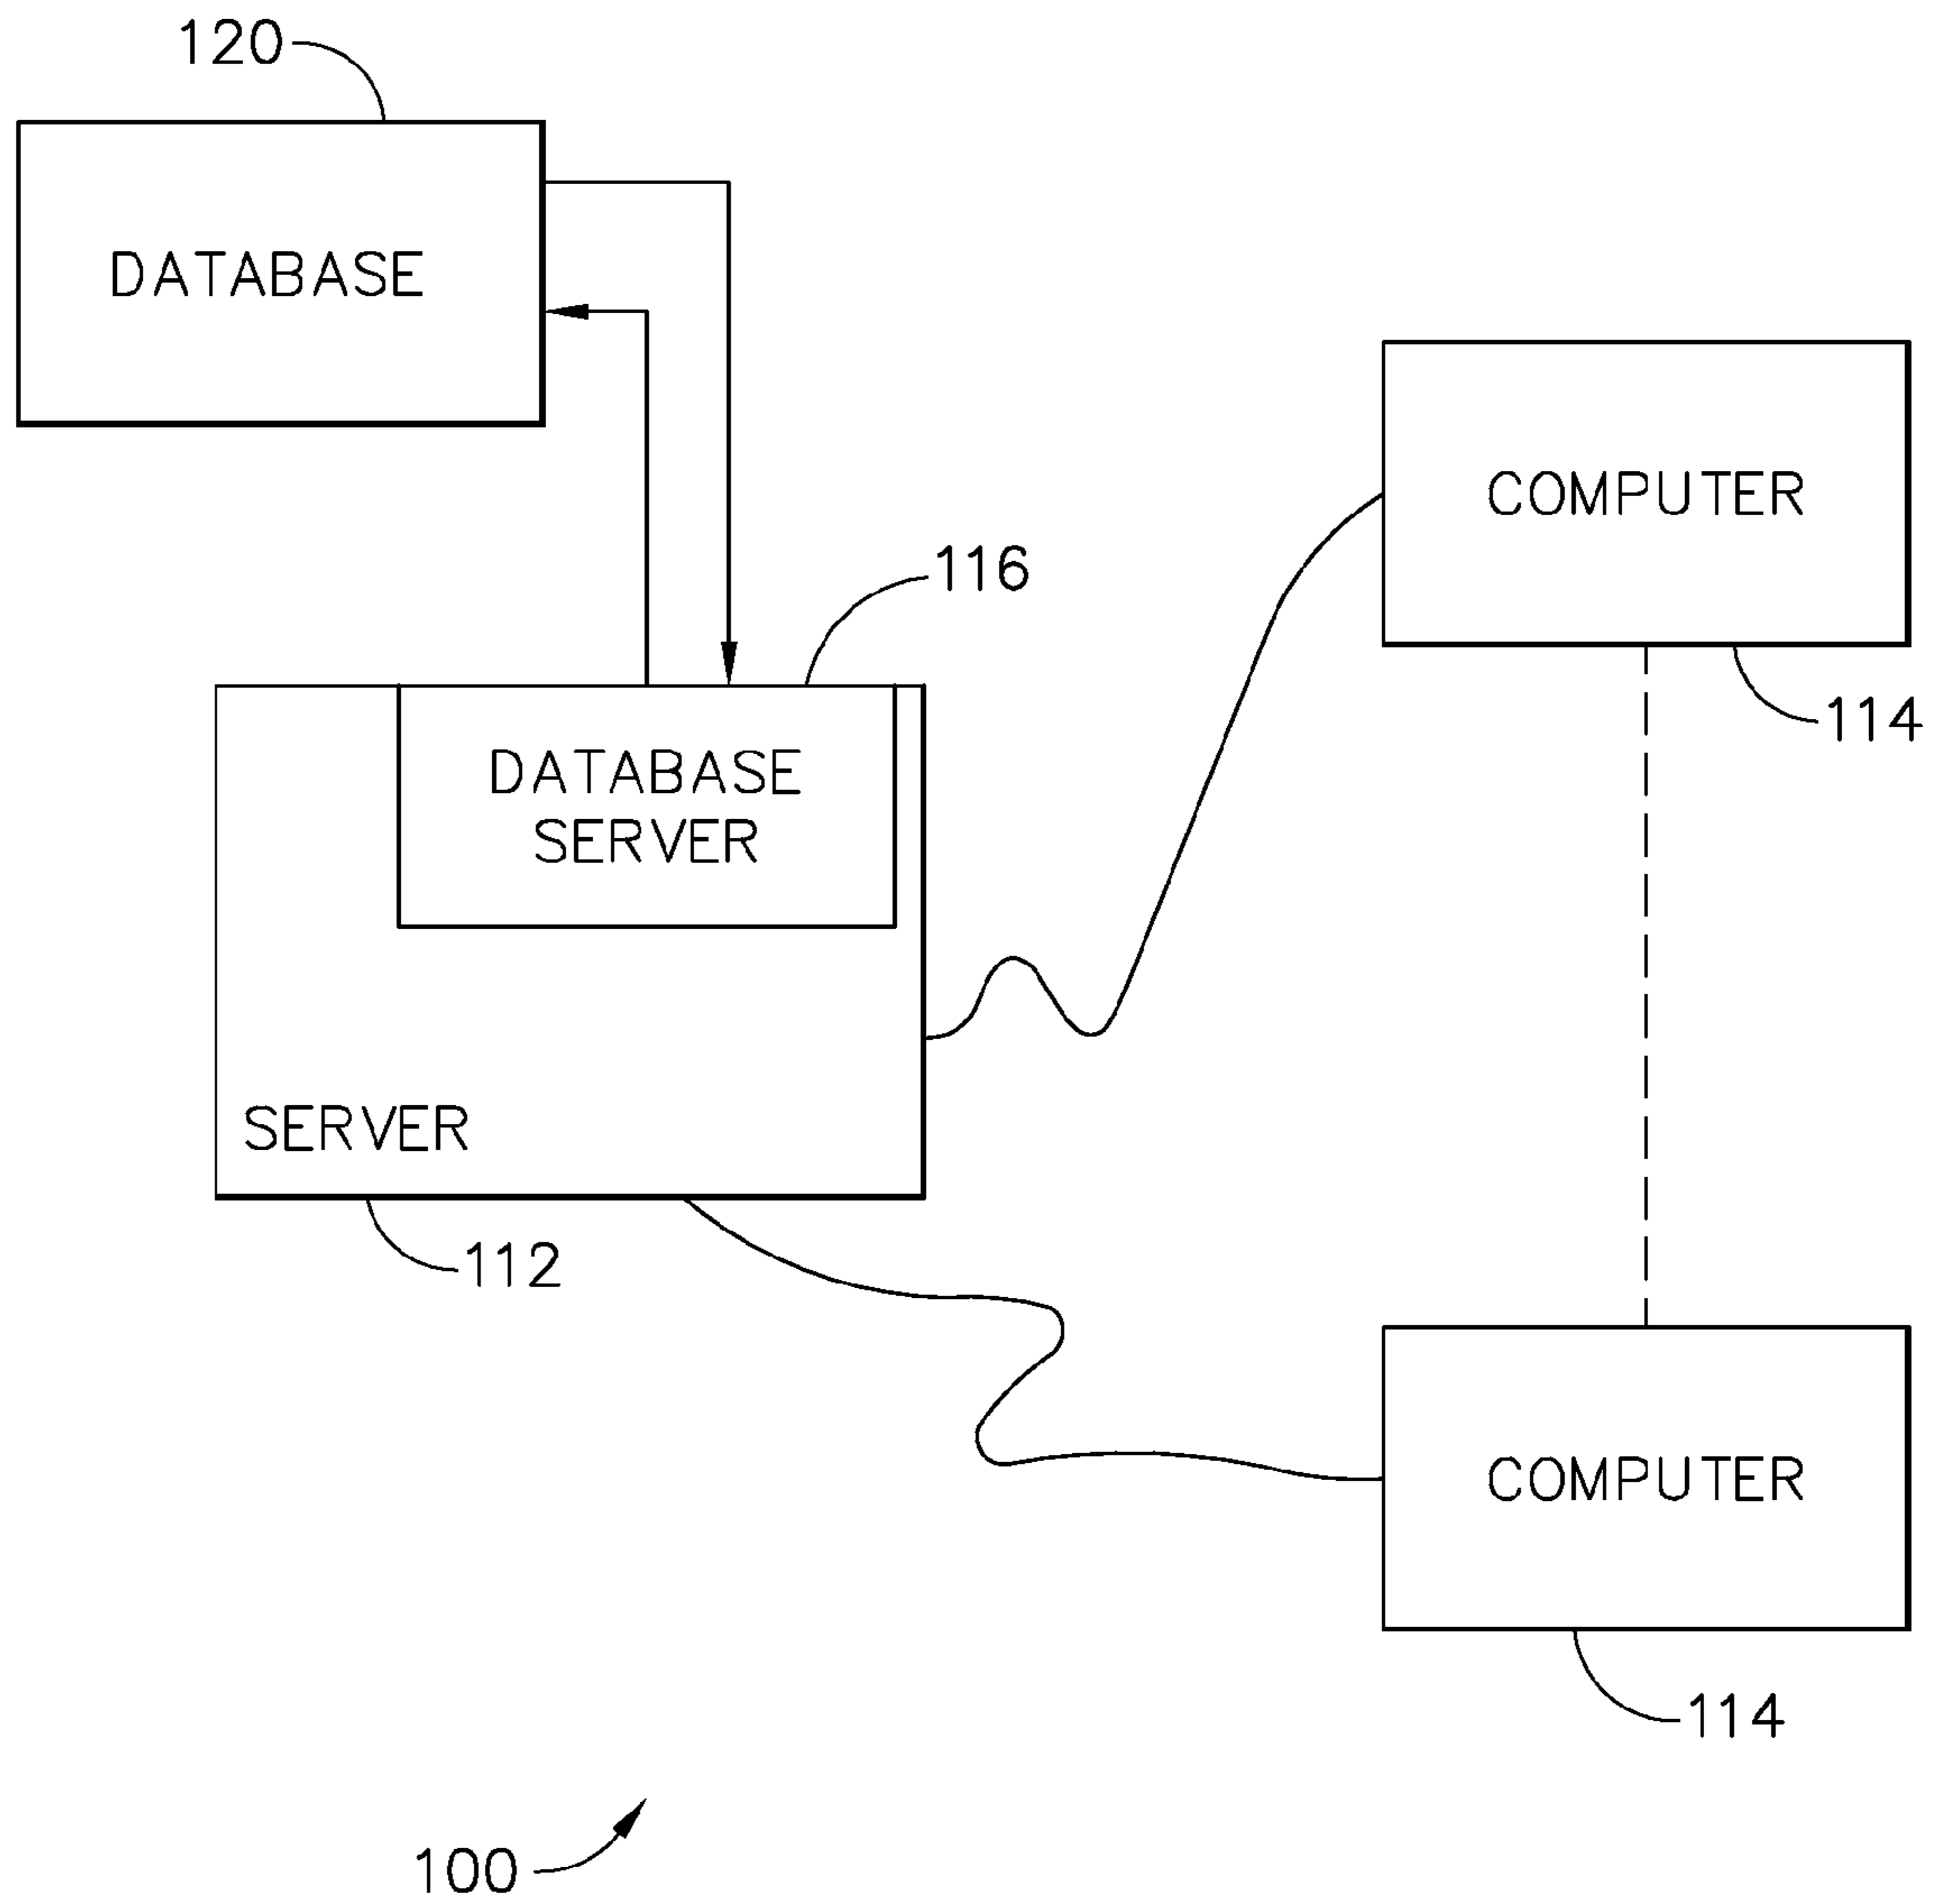 120
DATABASE
COMPUTER
116
114
DATABASE
SERVER
SERVER
112
COMPUTER
114
100